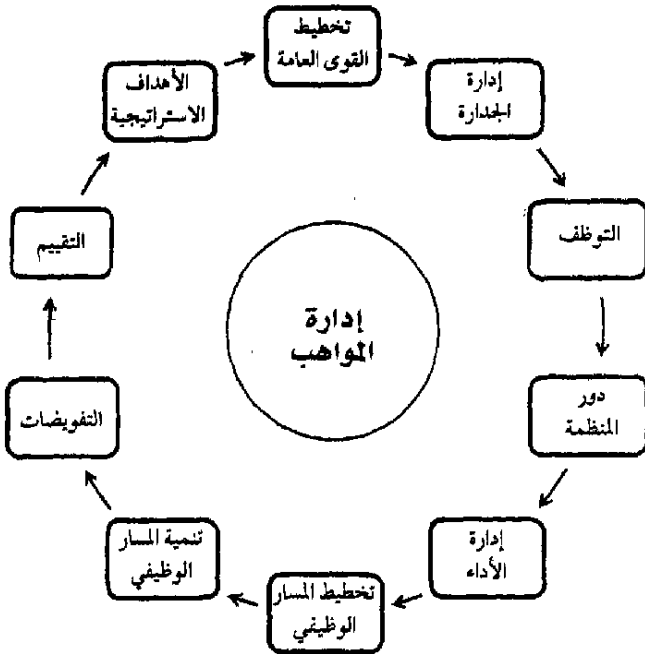 تخطيط
القوى العامة
إدارة
الجدارة
التوظف
دور
المنظمة
إدارة
الأداء
تخطيط المسار
الوظيفي
تنمية المسار
الوظيفي
التفويضات
التقييم
الأهداف
الاستراتيجية
إدارة
المواهب